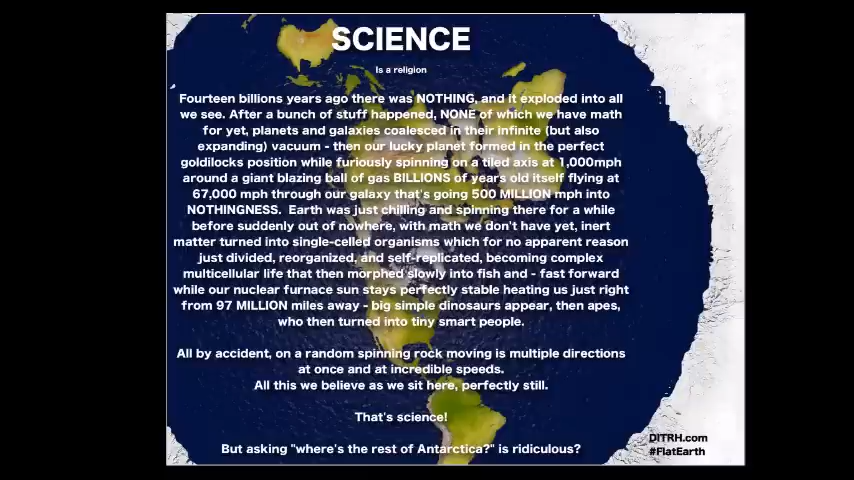 SCIENCE
Is a religion
Fourteen billions years ago there was NOTHING, and it exploded into all
we see. After a bunch of stuff happened, NONE of which we have math
for yet, planets and galaxies coalesced in their infinite (but also
expanding) vacuum - then our lucky planet formed in the perfect
goldilocks position while furiously spinning on a tiled axis at 1,000mph
around a giant blazing ball of gas BILLIONS of years old itself flying at
67,000 mph through our galaxy that's going 500 MILLION mph into
NOTHINGNESS. Earth was just chilling and spinning there for a while
before suddenly out of nowhere, with math we don't have yet, inert
matter turned into single-celled organisms which for no apparent reason
just divided, reorganized, and self-replicated, becoming complex
multicellular life that then morphed slowly into fish and - fast forward
while our nuclear furnace sun stays perfectly stable heating us just right
from 97 MILLION miles away - big simple dinosaurs appear, then apes,
who then turned into tiny smart people.
All by accident, on a random spinning rock moving is multiple directions
at once and at incredible speeds.
All this we believe as we sit here, perfectly still.
That's science!
But asking "where's the rest of Antarctica?" is ridiculous?
DITRH.com
#FlatEarth